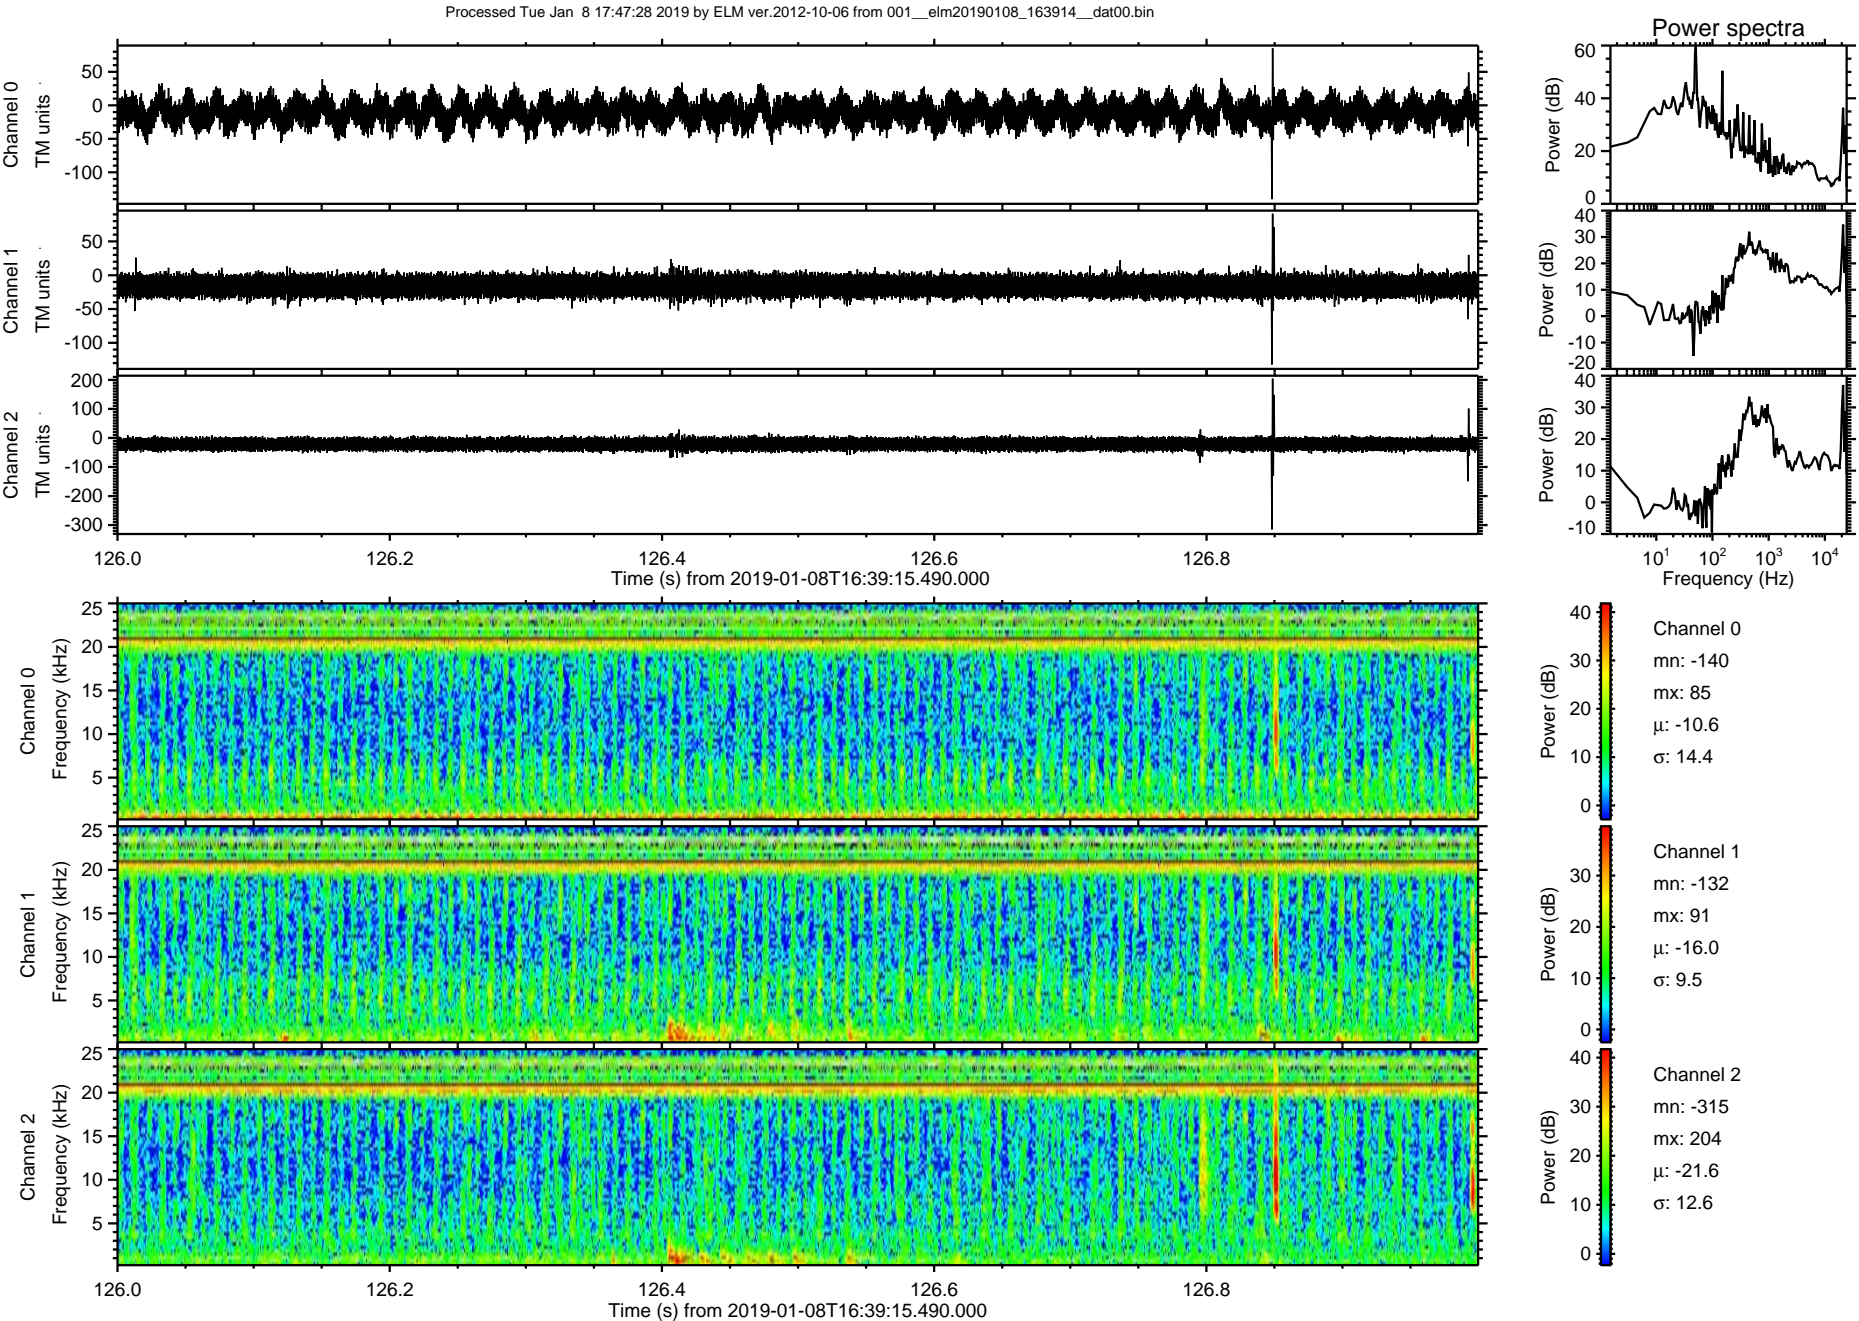 Processed Tue Jan 8 17:47:28 2019 by ELM ver.2012-10-06 from 001__elm20190108_163914__dat00.bin
Power spectra
Channel 0
TM units
50
0
-50
-100
Power (dB)
60
40
20
0
Channel 1
TM units
50
0
-50
-100
Power (dB)
40
30
20
10
0
-10
-20
Channel 2
TM units
200
100
0
-100
-200
-300
Power (dB)
40
30
20
10
0
-10
126.0 126.2 126.4 126.6 126.8
Time (s) from 2019-01-08T16:39:15.490.000
10¹ 10² 10³ 10⁴
Frequency (Hz)
Channel 0
Frequency (kHz)
25
20
15
10
5
Power (dB)
40
30
20
10
0
Channel 0
mn: -140
mx: 85
μ: -10.6
σ: 14.4
Channel 1
Frequency (kHz)
25
20
15
10
5
Power (dB)
30
20
10
0
Channel 1
mn: -132
mx: 91
μ: -16.0
σ: 9.5
Channel 2
Frequency (kHz)
25
20
15
10
5
Power (dB)
40
30
20
10
0
Channel 2
mn: -315
mx: 204
μ: -21.6
σ: 12.6
126.0 126.2 126.4 126.6 126.8
Time (s) from 2019-01-08T16:39:15.490.000